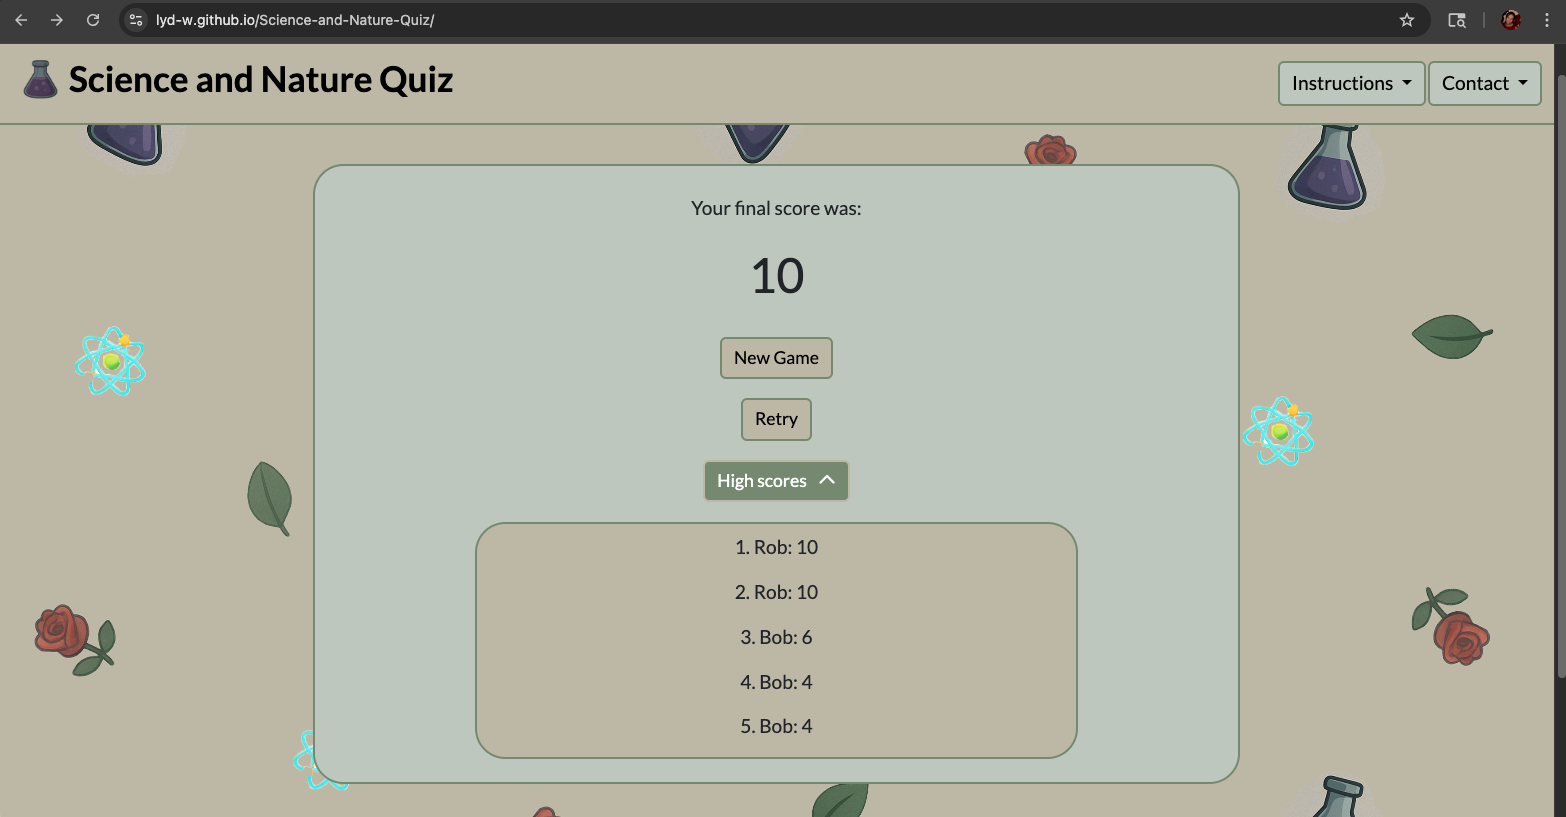 lyd-w.github.io/Science-and-Nature-Quiz/
Science and Nature Quiz
Instructions
Contact
Your final score was:
10
New Game
Retry
High scores
1. Rob: 10
2. Rob: 10
3. Bob: 6
4. Bob: 4
5. Bob: 4